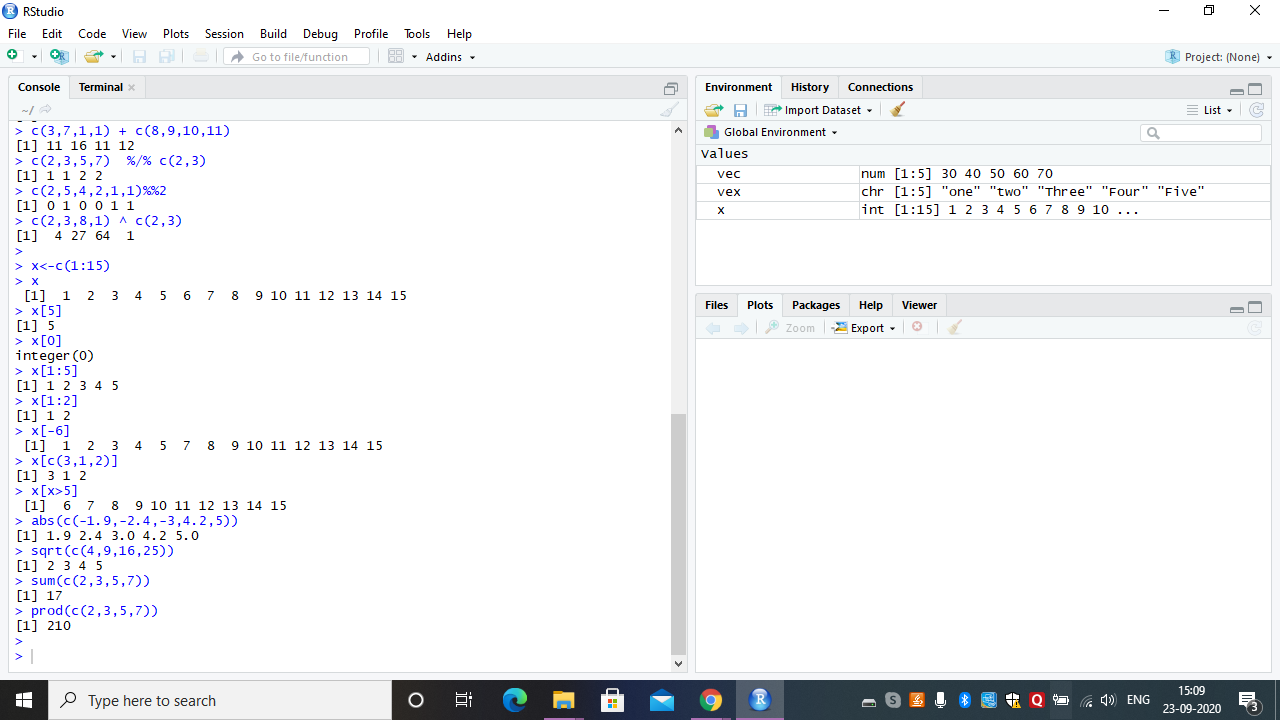 RStudio
File Edit Code View Plots Session Build Debug Profile Tools Help
Go to file/function Addins Project: (None)
Console Terminal
~/
> c(3,7,1,1) + c(8,9,10,11)
[1] 11 16 11 12
> c(2,3,5,7)  %/% c(2,3)
[1] 1 1 2 2
> c(2,5,4,2,1,1)%%2
[1] 0 1 0 0 1 1
> c(2,3,8,1) ^ c(2,3)
[1]  4 27 64  1
>
> x<-c(1:15)
> x
 [1]  1  2  3  4  5  6  7  8  9 10 11 12 13 14 15
> x[5]
[1] 5
> x[0]
integer(0)
> x[1:5]
[1] 1 2 3 4 5
> x[1:2]
[1] 1 2
> x[-6]
 [1]  1  2  3  4  5  7  8  9 10 11 12 13 14 15
> x[c(3,1,2)]
[1] 3 1 2
> x[x>5]
 [1]  6  7  8  9 10 11 12 13 14 15
> abs(c(-1.9,-2.4,-3,4.2,5))
[1] 1.9 2.4 3.0 4.2 5.0
> sqrt(c(4,9,16,25))
[1] 2 3 4 5
> sum(c(2,3,5,7))
[1] 17
> prod(c(2,3,5,7))
[1] 210
>
>
Environment History Connections
Import Dataset List
Global Environment
Values
vec num [1:5] 30 40 50 60 70
vex chr [1:5] "one" "two" "Three" "Four" "Five"
x int [1:15] 1 2 3 4 5 6 7 8 9 10 ...
Files Plots Packages Help Viewer
Zoom Export
Type here to search
ENG
15:09
23-09-2020
3